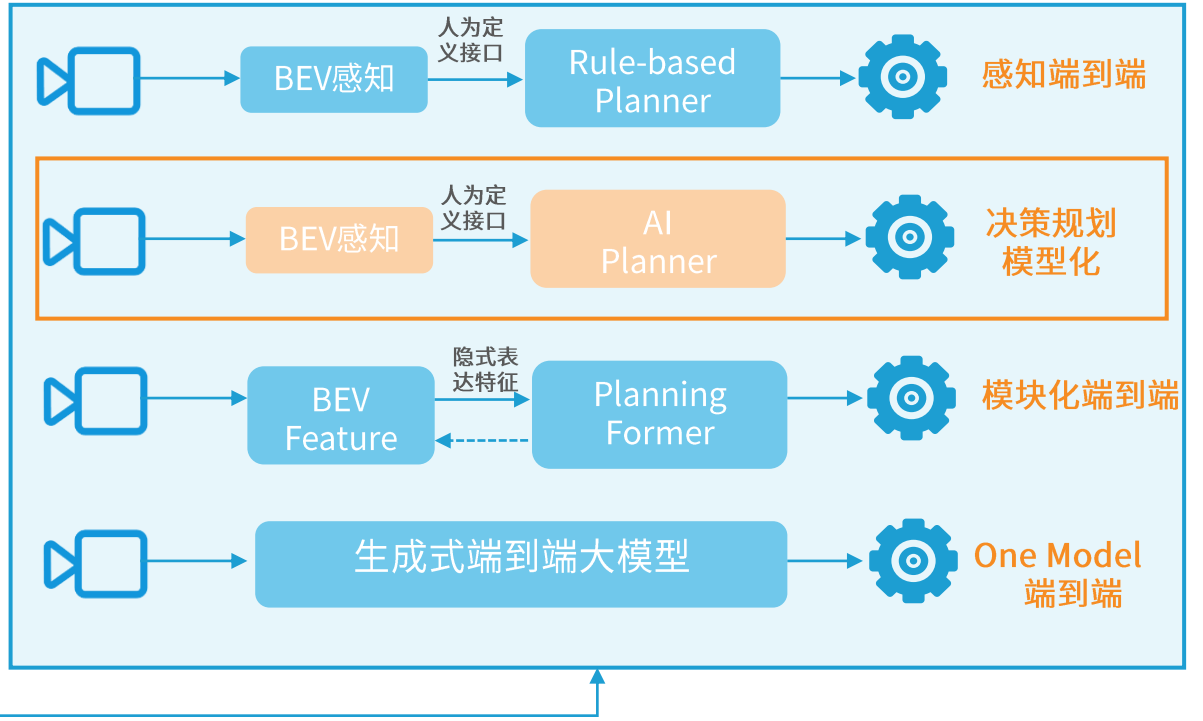 人为定
义接口
BEV感知
Rule-based
Planner
感知端到端
人为定
义接口
BEV感知
AI
Planner
决策规划
模型化
隐式表
达特征
BEV
Feature
Planning
Former
模块化端到端
生成式端到端大模型
One Model
端到端